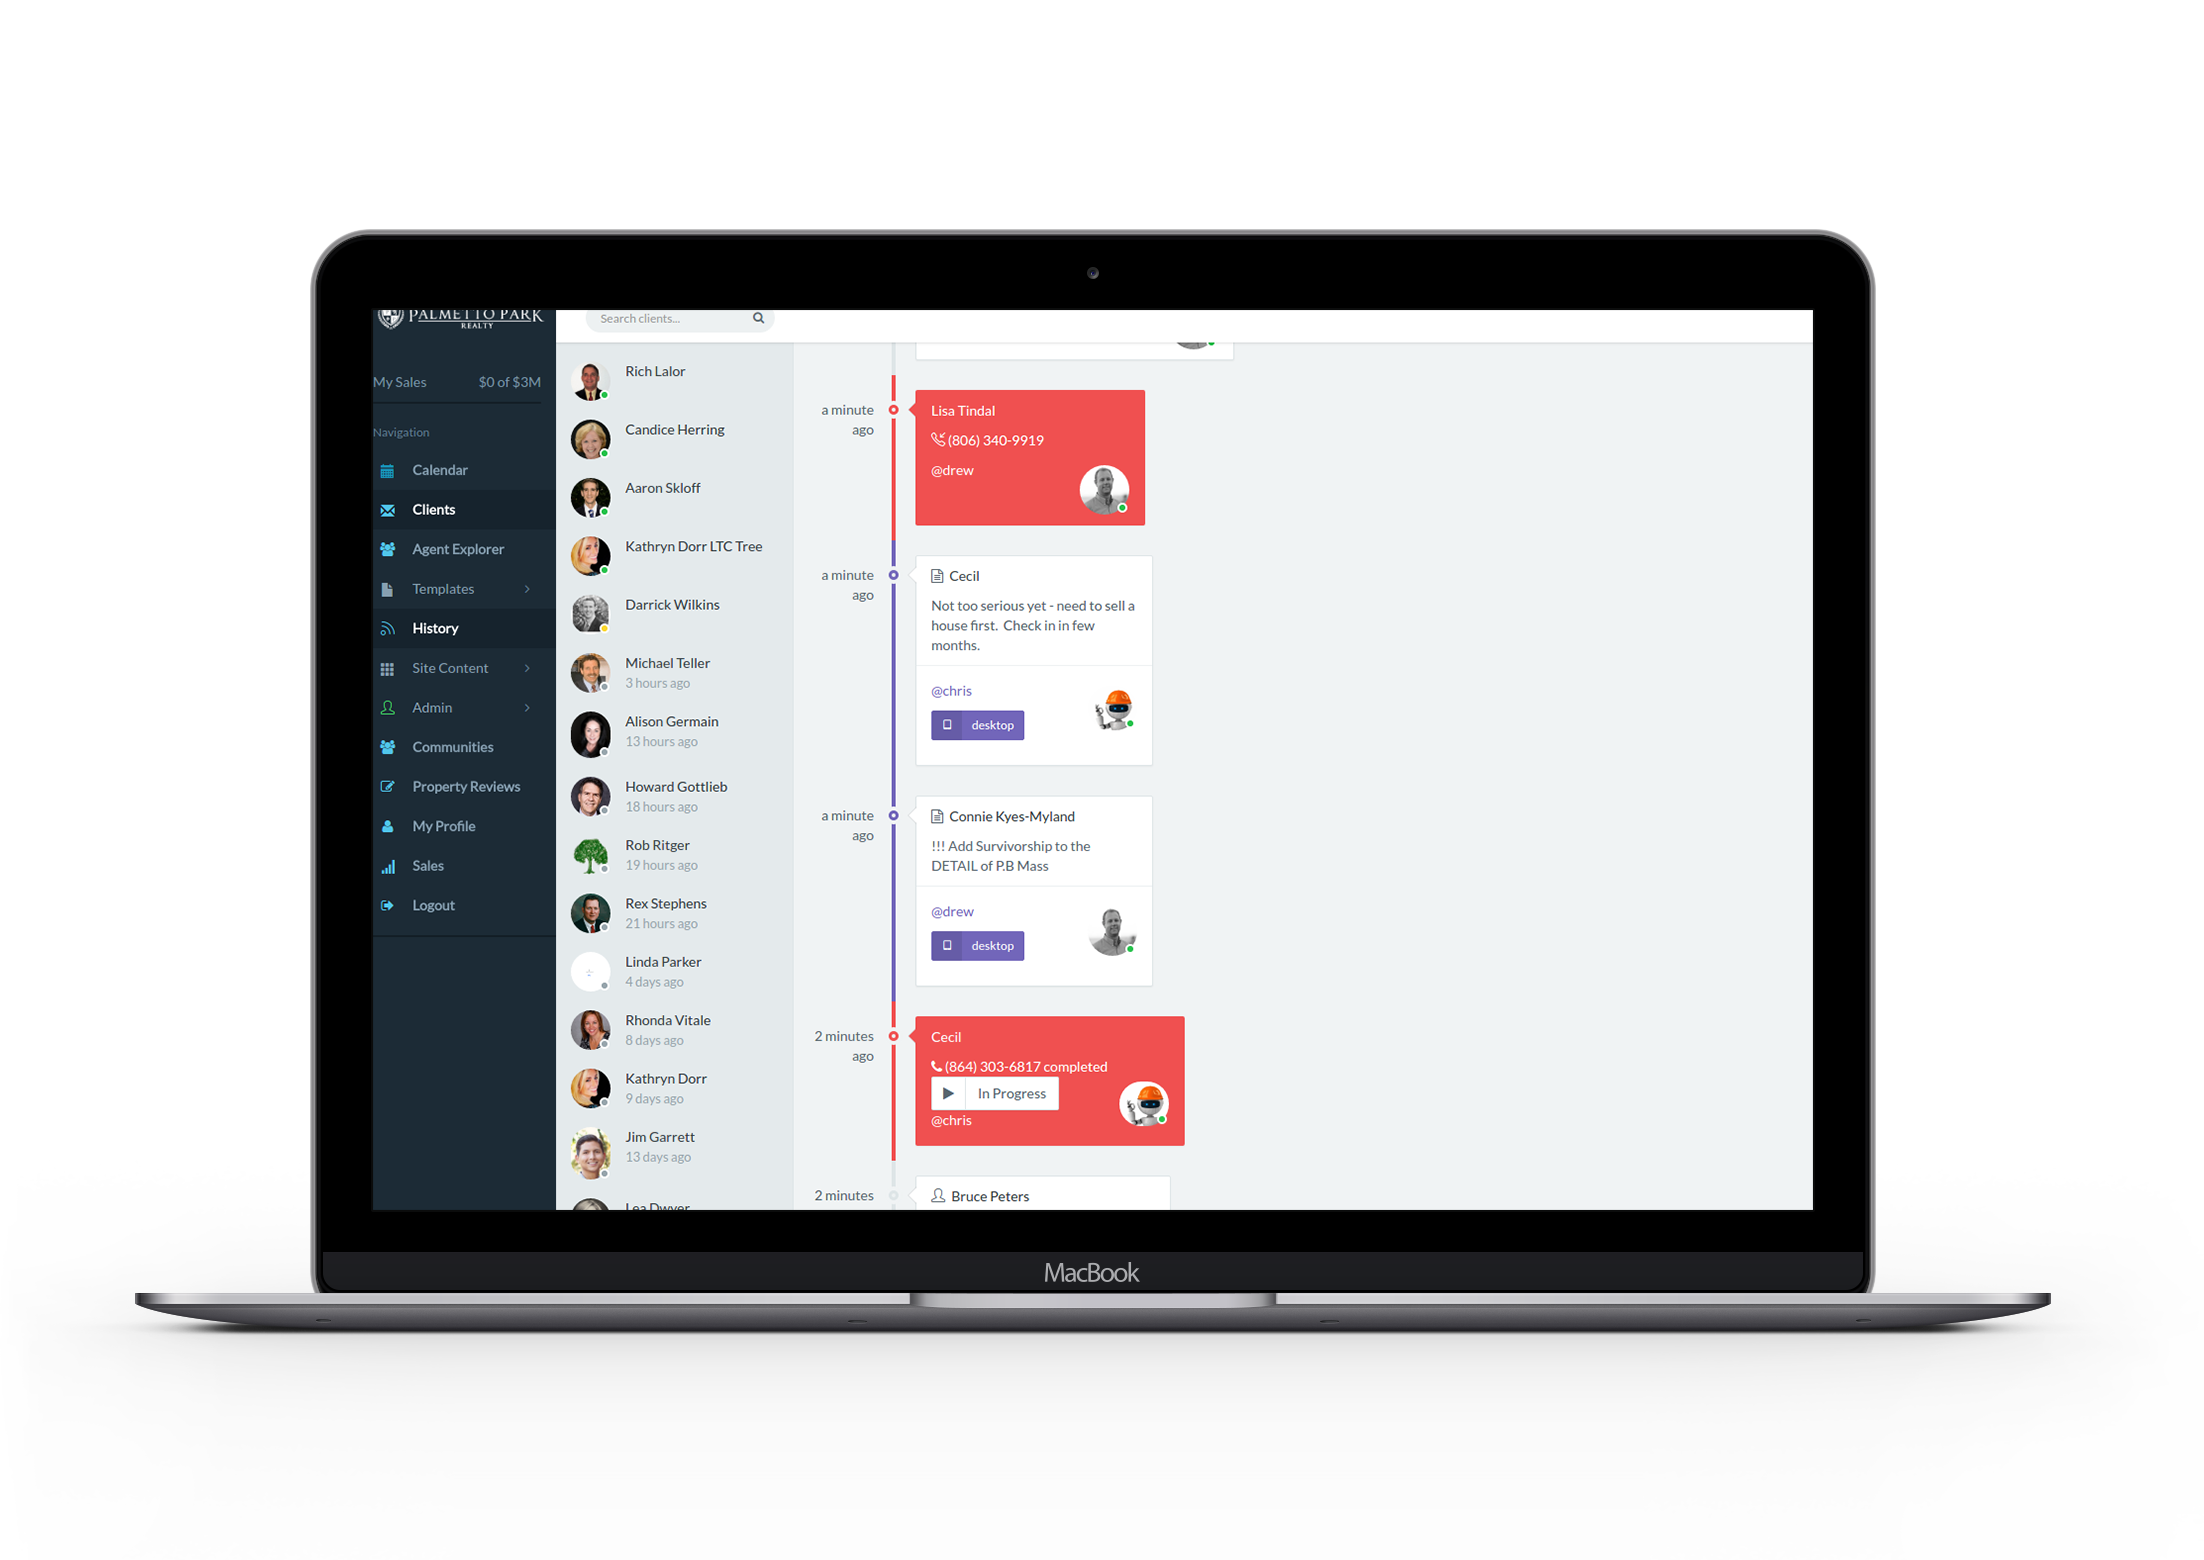 PALMETTO PARK
REALTY
My Sales $0 of $3M
Navigation
Calendar
Clients
Agent Explorer
Templates
History
Site Content
Admin
Communities
Property Reviews
My Profile
Sales
Logout
Search clients...
Rich Lalor
Candice Herring
Aaron Skloff
Kathryn Dorr LTC Tree
Darrick Wilkins
Michael Teller
3 hours ago
Alison Germain
13 hours ago
Howard Gottlieb
18 hours ago
Rob Ritger
19 hours ago
Rex Stephens
21 hours ago
Linda Parker
4 days ago
Rhonda Vitale
8 days ago
Kathryn Dorr
9 days ago
Jim Garrett
13 days ago
Lea Dwyer
a minute
ago
Lisa Tindal
(806) 340-9919
@drew
a minute
ago
Cecil
Not too serious yet - need to sell a
house first. Check in in few
months.
@chris
desktop
a minute
ago
Connie Kyes-Myland
!!! Add Survivorship to the
DETAIL of P.B Mass
@drew
desktop
2 minutes
ago
Cecil
(864) 303-6817 completed
In Progress
@chris
2 minutes
Bruce Peters
MacBook